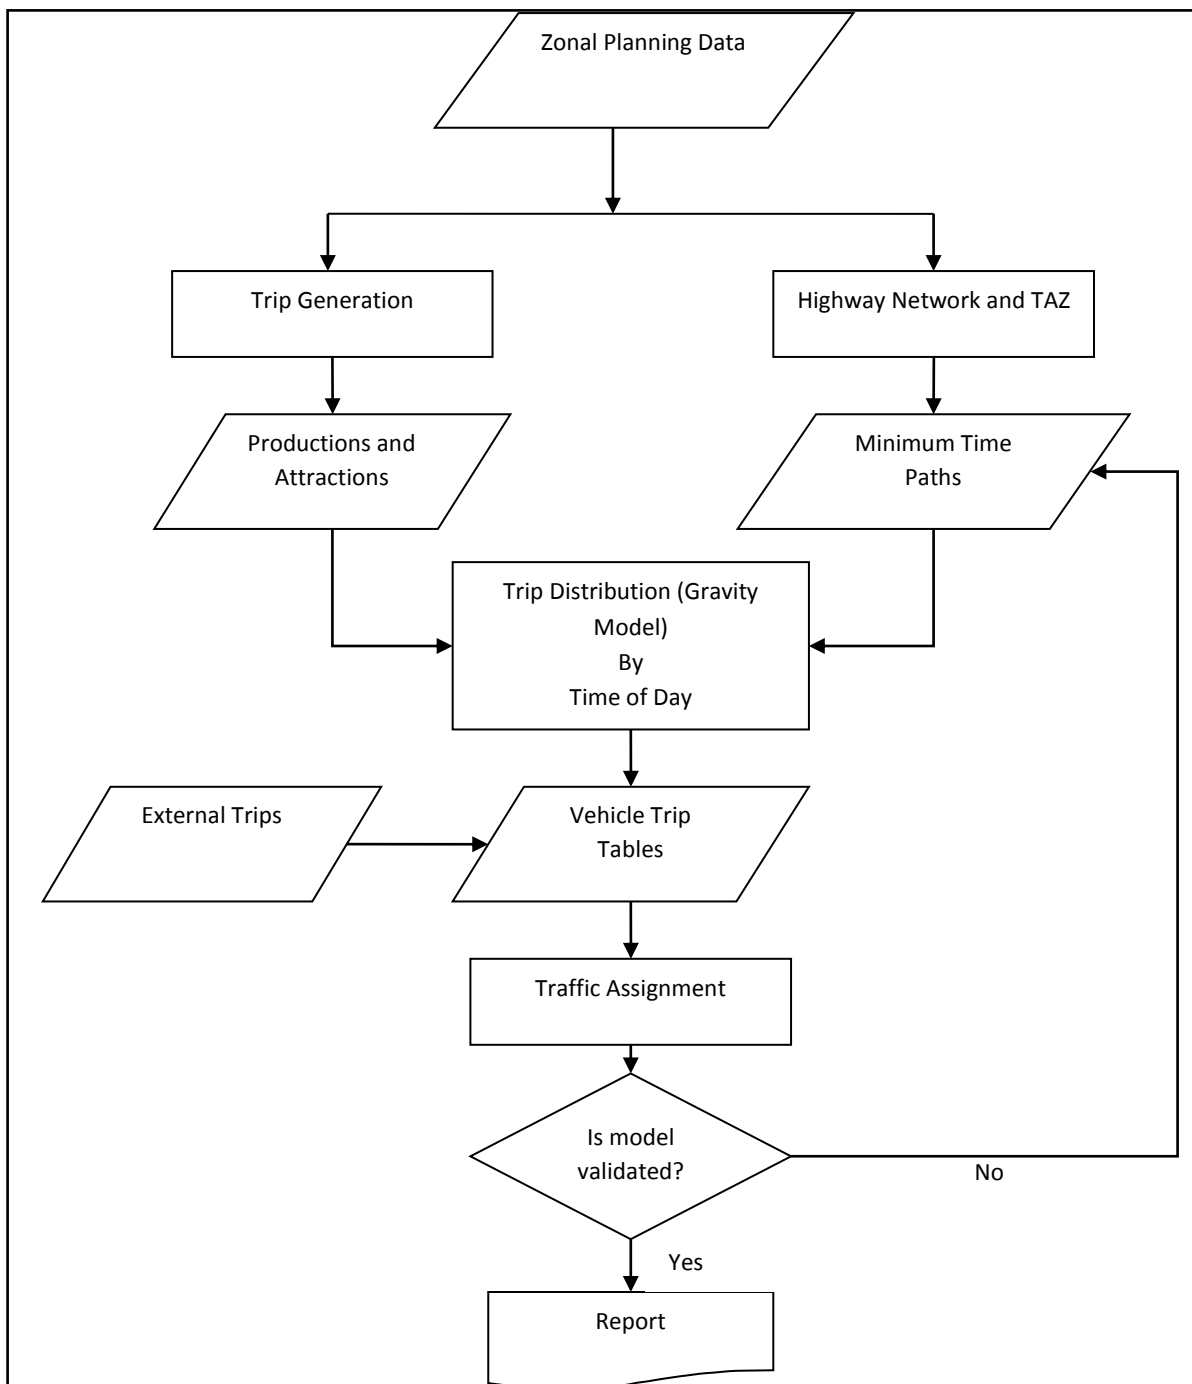 Zonal Planning Data
Trip Generation
Highway Network and TAZ
Productions and
Attractions
Minimum Time
Paths
Trip Distribution (Gravity
Model)
By
Time of Day
External Trips
Vehicle Trip
Tables
Traffic Assignment
Is model
validated?
No
Yes
Report